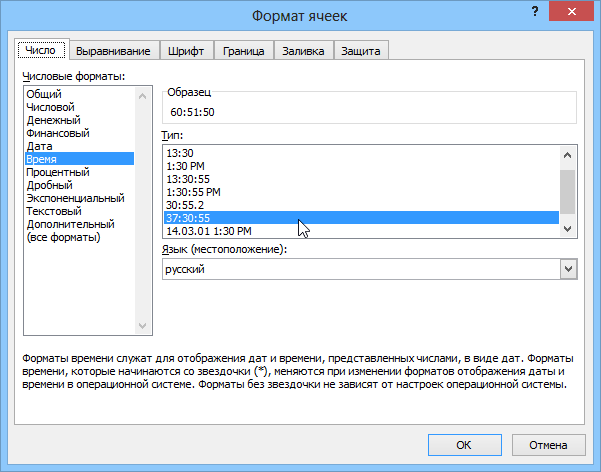 Формат ячеек
?
Число
Выравнивание
Шрифт
Граница
Заливка
Защита
Числовые форматы:
Общий
Числовой
Денежный
Финансовый
Дата
Время
Процентный
Дробный
Экспоненциальный
Текстовый
Дополнительный
(все форматы)
Образец
60:51:50
Тип:
13:30
1:30 PM
13:30:55
1:30:55 PM
30:55.2
37:30:55
14.03.01 1:30 PM
Язык (местоположение):
русский
Форматы времени служат для отображения дат и времени, представленных числами, в виде дат. Форматы
времени, которые начинаются со звездочки (*), меняются при изменении форматов отображения даты и
времени в операционной системе. Форматы без звездочки не зависят от настроек операционной системы.
ОК
Отмена